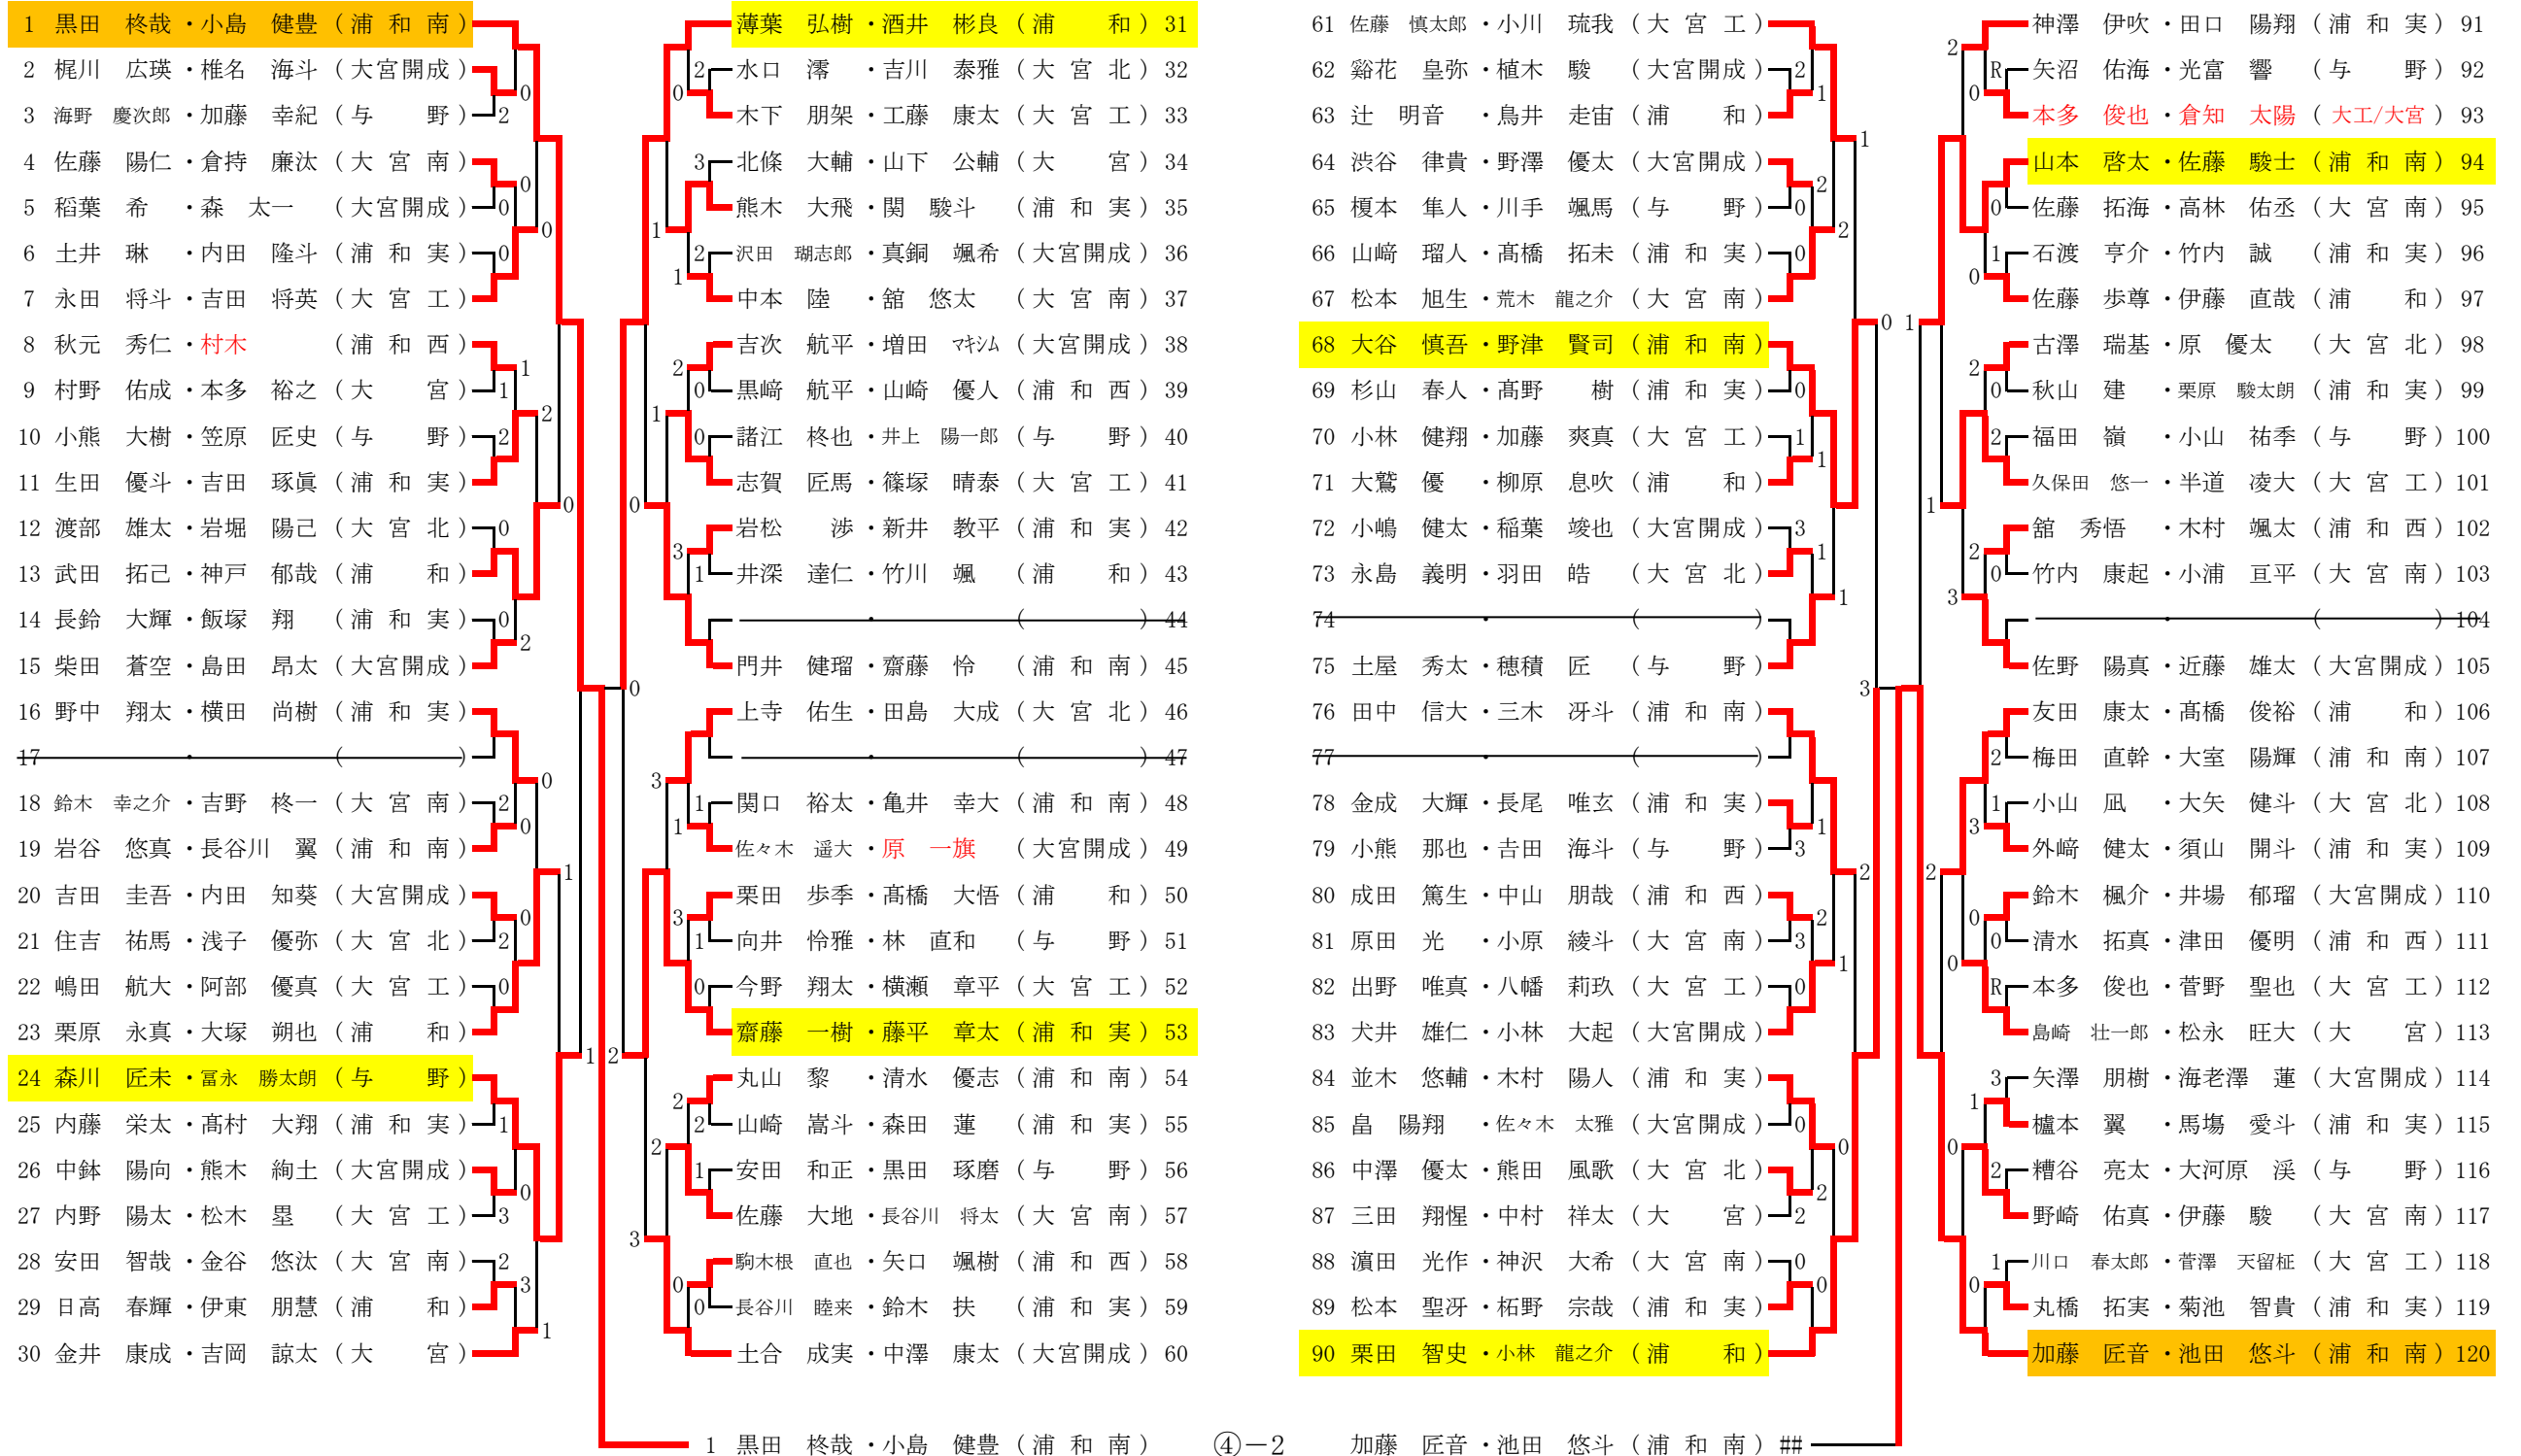 1 黒田 柊哉・小島 健豊 (浦和南)
2 梶川 広瑛・椎名 海斗 (大宮開成)
3 海野 慶次郎・加藤 幸紀 (与野)
4 佐藤 陽仁・倉持 廉汰 (大宮南)
5 稲葉 希・森 太一 (大宮開成)
6 土井 琳・内田 隆斗 (浦和実)
7 永田 将斗・吉田 将英 (大宮工)
8 秋元 秀仁・村木 (浦和西)
9 村野 佑成・本多 裕之 (大宮)
10 小熊 大樹・笠原 匠史 (与野)
11 生田 優斗・吉田 琢眞 (浦和実)
12 渡部 雄太・岩堀 陽己 (大宮北)
13 武田 拓己・神戸 郁哉 (浦和)
14 長鈴 大輝・飯塚 翔 (浦和実)
15 柴田 蒼空・島田 昂太 (大宮開成)
16 野中 翔太・横田 尚樹 (浦和実)
17 ・ ( )
18 鈴木 幸之介・吉野 柊一 (大宮南)
19 岩谷 悠真・長谷川 翼 (浦和南)
20 吉田 圭吾・内田 知葵 (大宮開成)
21 住吉 祐馬・浅子 優弥 (大宮北)
22 嶋田 航大・阿部 優真 (大宮工)
23 栗原 永真・大塚 朔也 (浦和)
24 森川 匠未・冨永 勝太朗 (与野)
25 内藤 栄太・髙村 大翔 (浦和実)
26 中鉢 陽向・熊木 絢土 (大宮開成)
27 内野 陽太・松木 塁 (大宮工)
28 安田 智哉・金谷 悠汰 (大宮南)
29 日高 春輝・伊東 朋慧 (浦和)
30 金井 康成・吉岡 諒太 (大宮)
薄葉 弘樹・酒井 彬良 (浦和) 31
水口 澪・吉川 泰雅 (大宮北) 32
木下 朋架・工藤 康太 (大宮工) 33
北條 大輔・山下 公輔 (大宮) 34
熊木 大飛・関 駿斗 (浦和実) 35
沢田 瑚志郎・真銅 颯希 (大宮開成) 36
中本 陸・舘 悠太 (大宮南) 37
吉次 航平・増田 マキシム (大宮開成) 38
黒﨑 航平・山崎 優人 (浦和西) 39
諸江 柊也・井上 陽一郎 (与野) 40
志賀 匠馬・篠塚 晴泰 (大宮工) 41
岩松 渉・新井 教平 (浦和実) 42
井深 達仁・竹川 颯 (浦和) 43
・ ( ) 44
門井 健瑠・齋藤 怜 (浦和南) 45
上寺 佑生・田島 大成 (大宮北) 46
・ ( ) 47
関口 裕太・亀井 幸大 (浦和南) 48
佐々木 遥大・原 一旗 (大宮開成) 49
栗田 歩季・髙橋 大悟 (浦和) 50
向井 怜雅・林 直和 (与野) 51
今野 翔太・横瀬 章平 (大宮工) 52
齋藤 一樹・藤平 章太 (浦和実) 53
丸山 黎・清水 優志 (浦和南) 54
山崎 嵩斗・森田 蓮 (浦和実) 55
安田 和正・黒田 琢磨 (与野) 56
佐藤 大地・長谷川 将太 (大宮南) 57
駒木根 直也・矢口 颯樹 (浦和西) 58
長谷川 睦来・鈴木 扶 (浦和実) 59
土合 成実・中澤 康太 (大宮開成) 60
61 佐藤 慎太郎・小川 琉我 (大宮工)
62 谿花 皇弥・植木 駿 (大宮開成)
63 辻 明音・鳥井 走宙 (浦和)
64 渋谷 律貴・野澤 優太 (大宮開成)
65 榎本 隼人・川手 颯馬 (与野)
66 山﨑 瑠人・髙橋 拓未 (浦和実)
67 松本 旭生・荒木 龍之介 (大宮南)
68 大谷 慎吾・野津 賢司 (浦和南)
69 杉山 春人・髙野 樹 (浦和実)
70 小林 健翔・加藤 爽真 (大宮工)
71 大鷲 優・柳原 息吹 (浦和)
72 小嶋 健太・稲葉 竣也 (大宮開成)
73 永島 義明・羽田 皓 (大宮北)
74 ・ ( )
75 土屋 秀太・穂積 匠 (与野)
76 田中 信大・三木 冴斗 (浦和南)
77 ・ ( )
78 金成 大輝・長尾 唯玄 (浦和実)
79 小熊 那也・吉田 海斗 (与野)
80 成田 篤生・中山 朋哉 (浦和西)
81 原田 光・小原 綾斗 (大宮南)
82 出野 唯真・八幡 莉玖 (大宮工)
83 犬井 雄仁・小林 大起 (大宮開成)
84 並木 悠輔・木村 陽人 (浦和実)
85 畠 陽翔・佐々木 太雅 (大宮開成)
86 中澤 優太・熊田 風歌 (大宮北)
87 三田 翔惺・中村 祥太 (大宮)
88 濵田 光作・神沢 大希 (大宮南)
89 松本 聖冴・柘野 宗哉 (浦和実)
90 栗田 智史・小林 龍之介 (浦和)
神澤 伊吹・田口 陽翔 (浦和実) 91
矢沼 佑海・光富 響 (与野) 92
本多 俊也・倉知 太陽 (大工/大宮) 93
山本 啓太・佐藤 駿士 (浦和南) 94
佐藤 拓海・高林 佑丞 (大宮南) 95
石渡 亨介・竹内 誠 (浦和実) 96
佐藤 歩尊・伊藤 直哉 (浦和) 97
古澤 瑞基・原 優太 (大宮北) 98
秋山 建・栗原 駿太朗 (浦和実) 99
福田 嶺・小山 祐季 (与野) 100
久保田 悠一・半道 凌大 (大宮工) 101
舘 秀悟・木村 颯太 (浦和西) 102
竹内 康起・小浦 亘平 (大宮南) 103
・ ( ) 104
佐野 陽真・近藤 雄太 (大宮開成) 105
友田 康太・髙橋 俊裕 (浦和) 106
梅田 直幹・大室 陽輝 (浦和南) 107
小山 凪・大矢 健斗 (大宮北) 108
外﨑 健太・須山 開斗 (浦和実) 109
鈴木 楓介・井場 郁瑠 (大宮開成) 110
清水 拓真・津田 優明 (浦和西) 111
本多 俊也・菅野 聖也 (大宮工) 112
島崎 壮一郎・松永 旺大 (大宮) 113
矢澤 朋樹・海老澤 蓮 (大宮開成) 114
櫨本 翼・馬塲 愛斗 (浦和実) 115
糟谷 亮太・大河原 渓 (与野) 116
野崎 佑真・伊藤 駿 (大宮南) 117
川口 春太郎・菅澤 天留柾 (大宮工) 118
丸橋 拓実・菊池 智貴 (浦和実) 119
加藤 匠音・池田 悠斗 (浦和南) 120
1 黒田 柊哉・小島 健豊 (浦和南) ④－2 加藤 匠音・池田 悠斗 (浦和南) ##